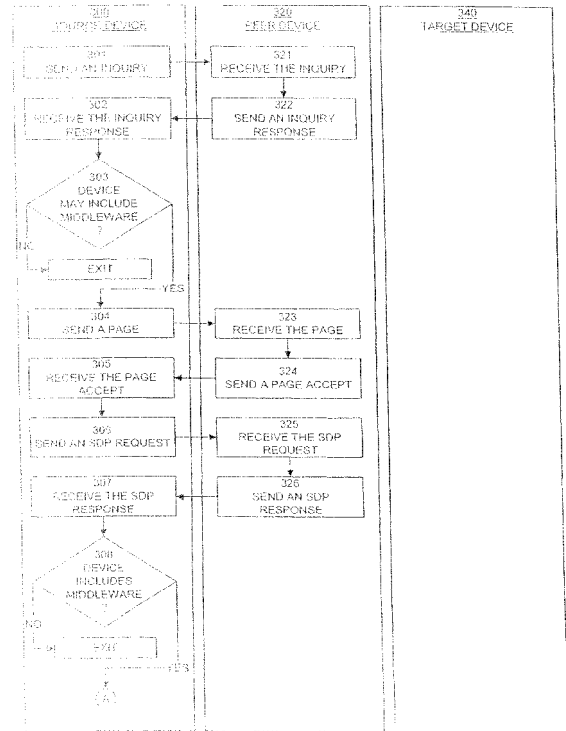 300
SOURCE DEVICE
320
PEER DEVICE
340
TARGET DEVICE
301
SEND AN INQUIRY
321
RECEIVE THE INQUIRY
302
RECEIVE THE INQUIRY
RESPONSE
322
SEND AN INQUIRY
RESPONSE
303
DEVICE
MAY INCLUDE
MIDDLEWARE
?
NO
EXIT
YES
304
SEND A PAGE
323
RECEIVE THE PAGE
305
RECEIVE THE PAGE
ACCEPT
324
SEND A PAGE ACCEPT
306
SEND AN SDP REQUEST
325
RECEIVE THE SDP
REQUEST
307
RECEIVE THE SDP
RESPONSE
326
SEND AN SDP
RESPONSE
308
DEVICE
INCLUDES
MIDDLEWARE
?
NO
EXIT
YES
(A)